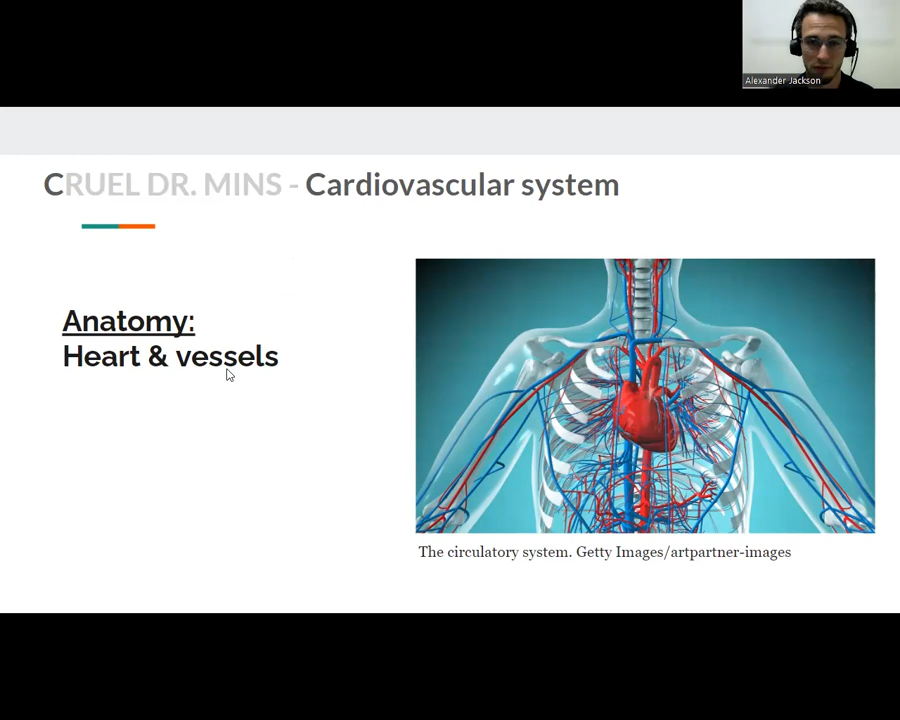 Alexander Jackson
CRUEL DR. MINS - Cardiovascular system
Anatomy:
Heart & vessels
The circulatory system. Getty Images/artpartner-images